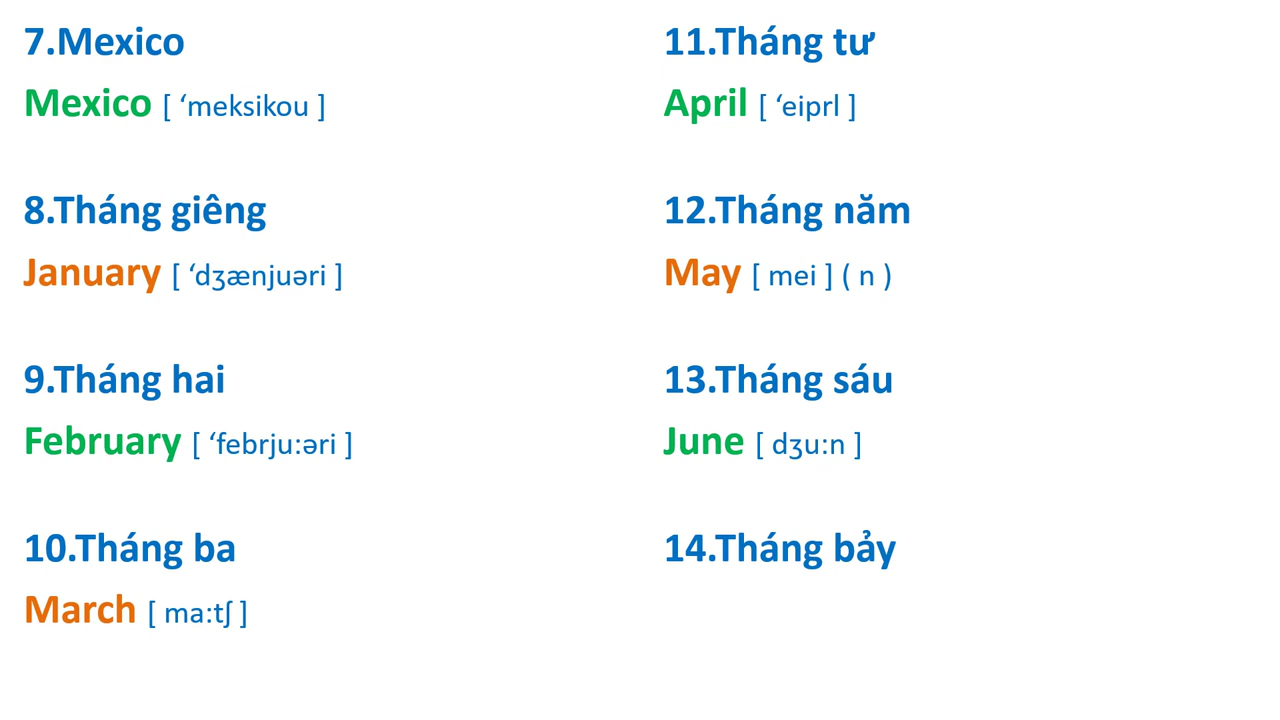 7.Mexico
Mexico [ ‘meksikou ]
8.Tháng giêng
January [ ‘dʒænjuəri ]
9.Tháng hai
February [ ‘febrju:əri ]
10.Tháng ba
March [ ma:tʃ ]
11.Tháng tư
April [ ‘eiprl ]
12.Tháng năm
May [ mei ] ( n )
13.Tháng sáu
June [ dʒu:n ]
14.Tháng bảy